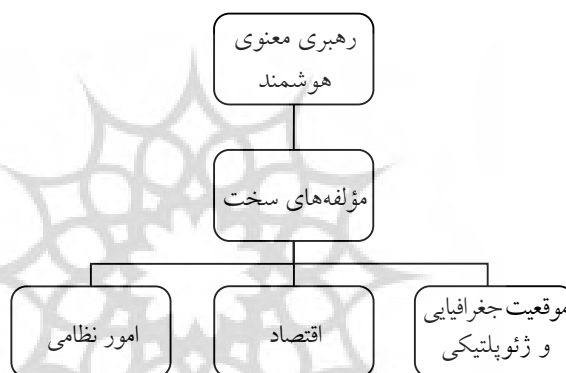 رهبری معنوی
هوشمند
مؤلفه‌های سخت
موقعیت جغرافیایی
و ژئوپلتیکی
اقتصاد
امور نظامی